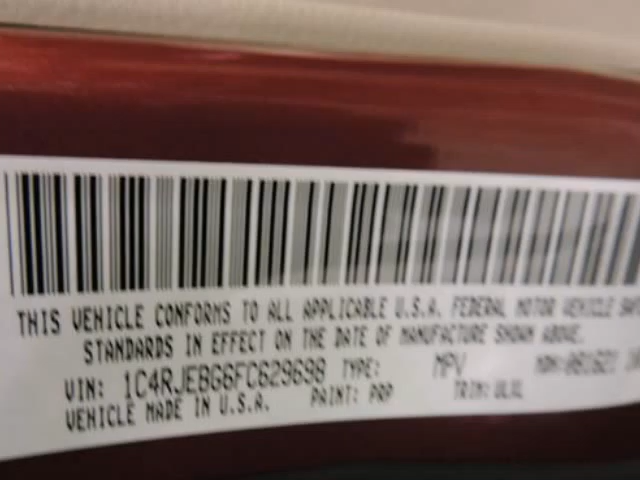 THIS VEHICLE CONFORMS TO ALL APPLICABLE U.S.A. FEDERAL MOTOR VEHICLE
STANDARDS IN EFFECT ON THE DATE OF MANUFACTURE SHOWN ABOVE.
VIN: 1C4RJEBG6FC629698 TYPE: MPV
VEHICLE MADE IN U.S.A. PAINT: PRP TRIM: